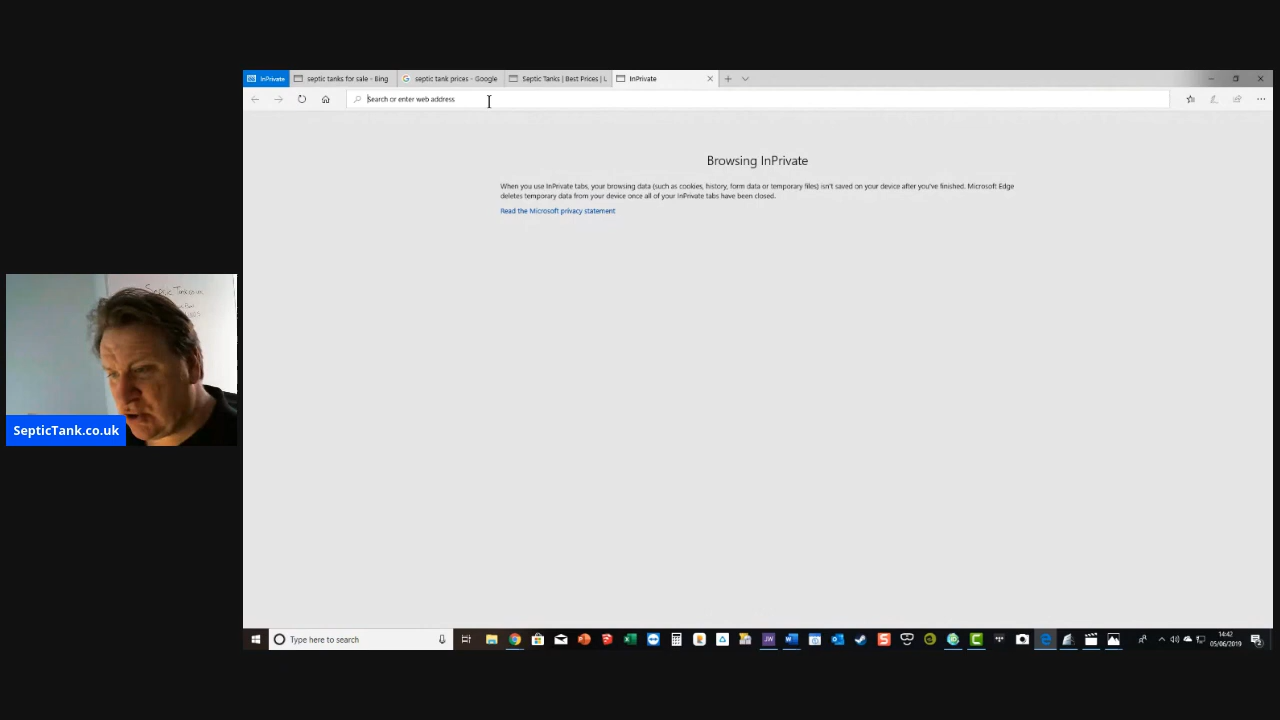 InPrivate
septic tanks for sale - Bing
septic tank prices - Google
Septic Tanks | Best Prices | L
InPrivate
Search or enter web address
Browsing InPrivate
When you use InPrivate tabs, your browsing data (such as cookies, history, form data or temporary files) isn't saved on your device after you've finished. Microsoft Edge
deletes temporary data from your device once all of your InPrivate tabs have been closed.
Read the Microsoft privacy statement
SepticTank.co.uk
Type here to search
14:42
05/06/2019